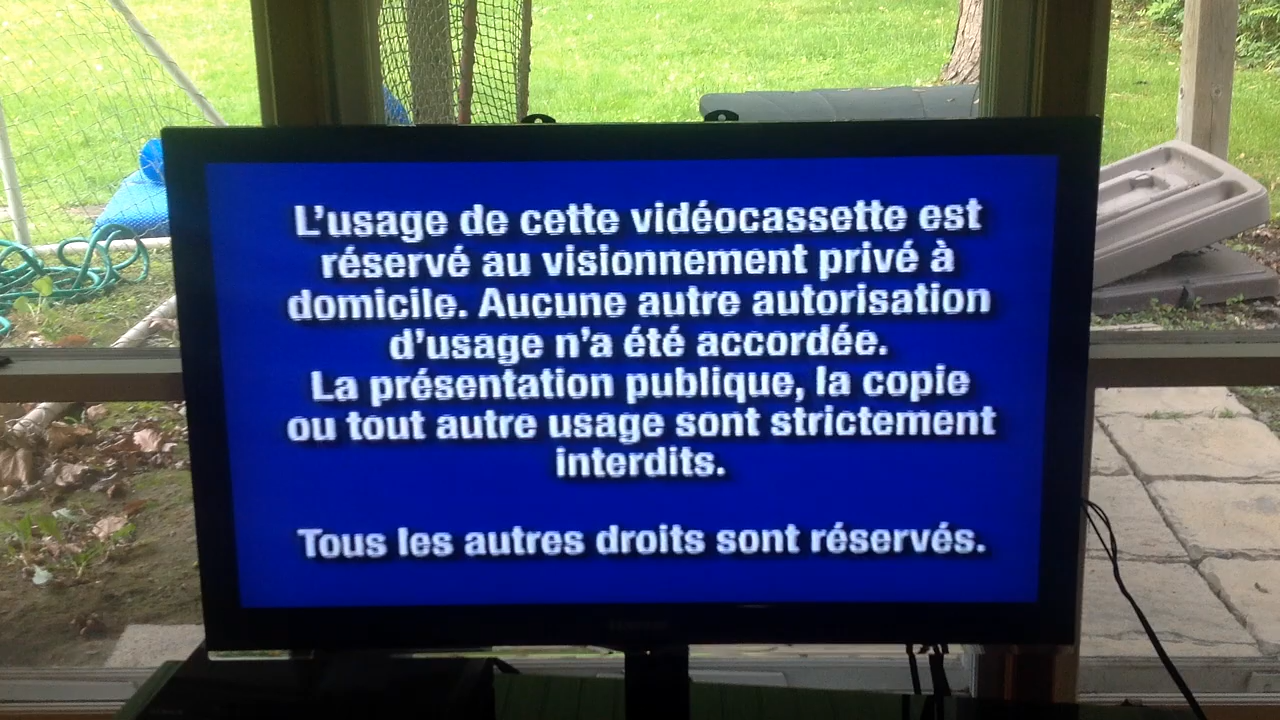 L'usage de cette vidéocassette est
réservé au visionnement privé à
domicile. Aucune autre autorisation
d'usage n'a été accordée.
La présentation publique, la copie
ou tout autre usage sont strictement
interdits.
Tous les autres droits sont réservés.